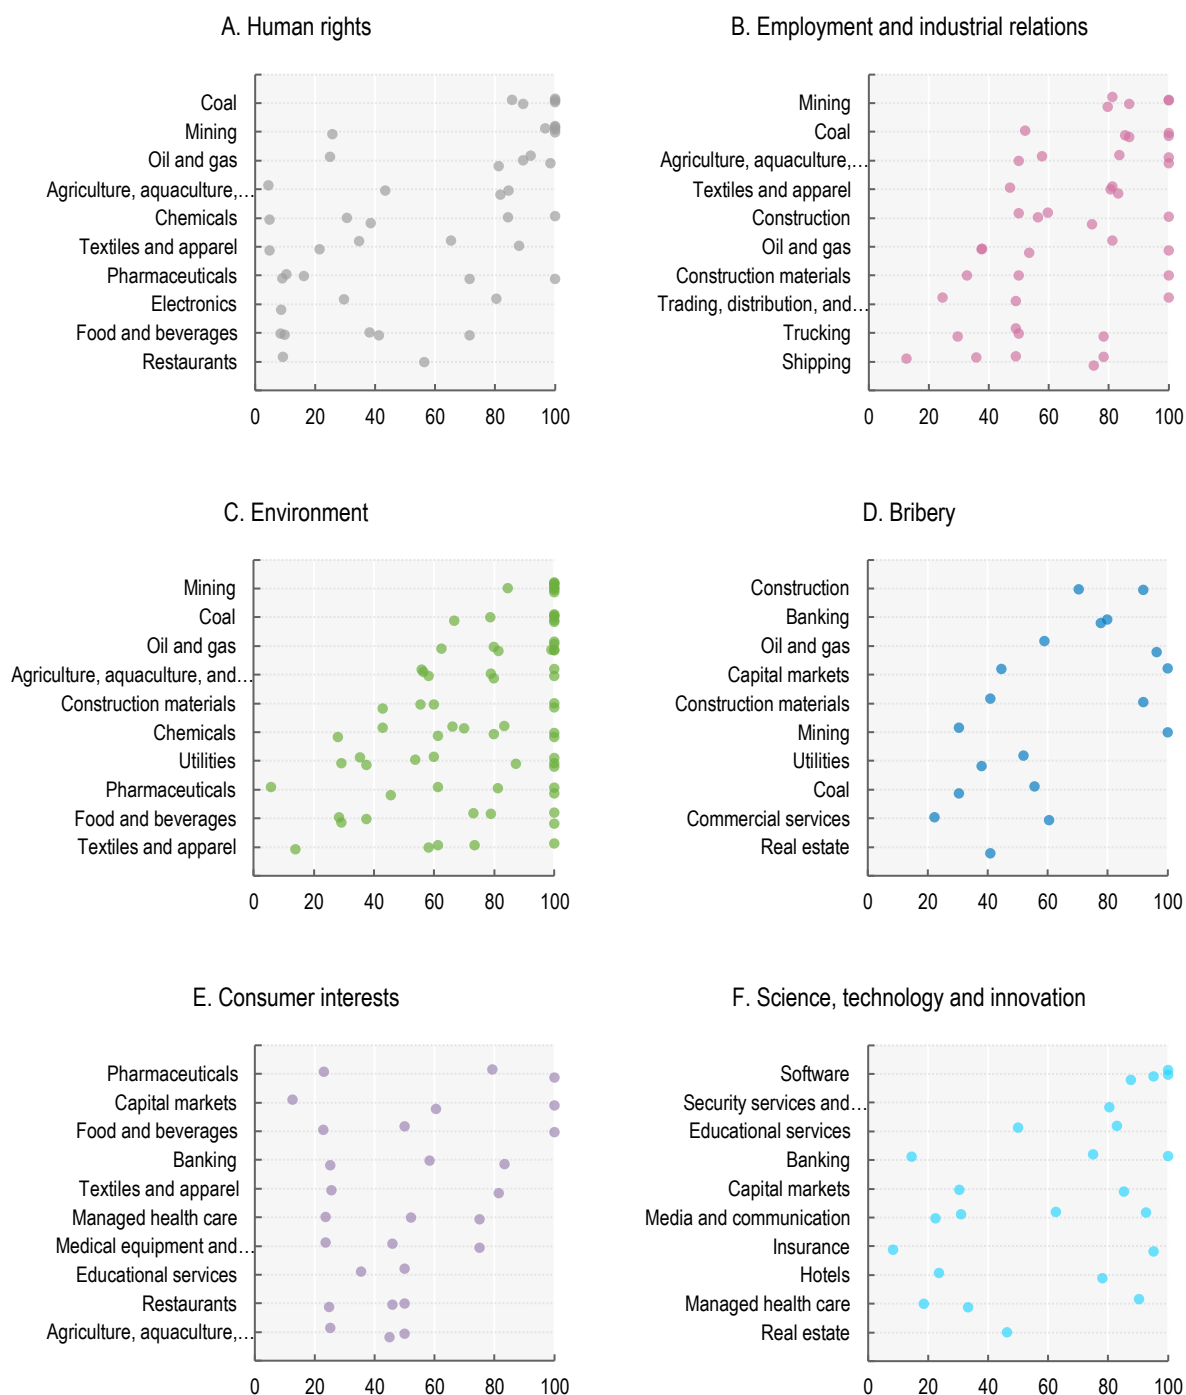 A. Human rights
Coal
Mining
Oil and gas
Agriculture, aquaculture,…
Chemicals
Textiles and apparel
Pharmaceuticals
Electronics
Food and beverages
Restaurants
0 20 40 60 80 100
B. Employment and industrial relations
Mining
Coal
Agriculture, aquaculture,…
Textiles and apparel
Construction
Oil and gas
Construction materials
Trading, distribution, and…
Trucking
Shipping
0 20 40 60 80 100
C. Environment
Mining
Coal
Oil and gas
Agriculture, aquaculture, and…
Construction materials
Chemicals
Utilities
Pharmaceuticals
Food and beverages
Textiles and apparel
0 20 40 60 80 100
D. Bribery
Construction
Banking
Oil and gas
Capital markets
Construction materials
Mining
Utilities
Coal
Commercial services
Real estate
0 20 40 60 80 100
E. Consumer interests
Pharmaceuticals
Capital markets
Food and beverages
Banking
Textiles and apparel
Managed health care
Medical equipment and…
Educational services
Restaurants
Agriculture, aquaculture,…
0 20 40 60 80 100
F. Science, technology and innovation
Software
Security services and…
Educational services
Banking
Capital markets
Media and communication
Insurance
Hotels
Managed health care
Real estate
0 20 40 60 80 100